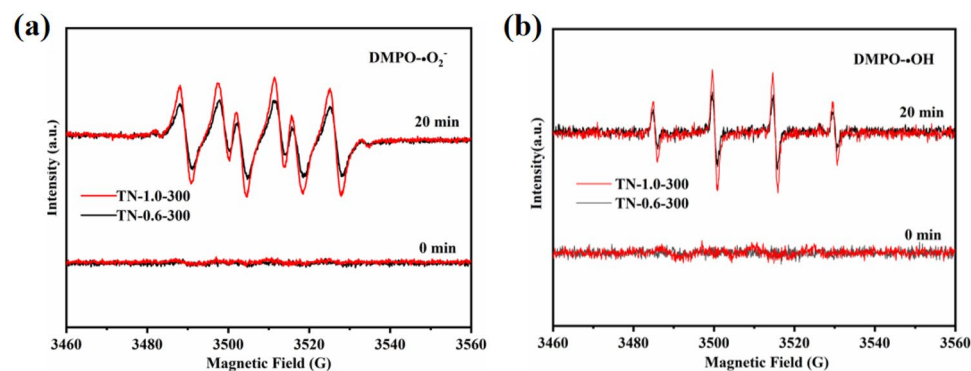 (a)
DMPO-•O₂⁻
20 min
TN-1.0-300
TN-0.6-300
0 min
Intensity (a.u.)
3460 3480 3500 3520 3540 3560
Magnetic Field (G)
(b)
DMPO-•OH
20 min
TN-1.0-300
TN-0.6-300
0 min
Intensity(a.u.)
3460 3480 3500 3520 3540 3560
Magnetic Field (G)